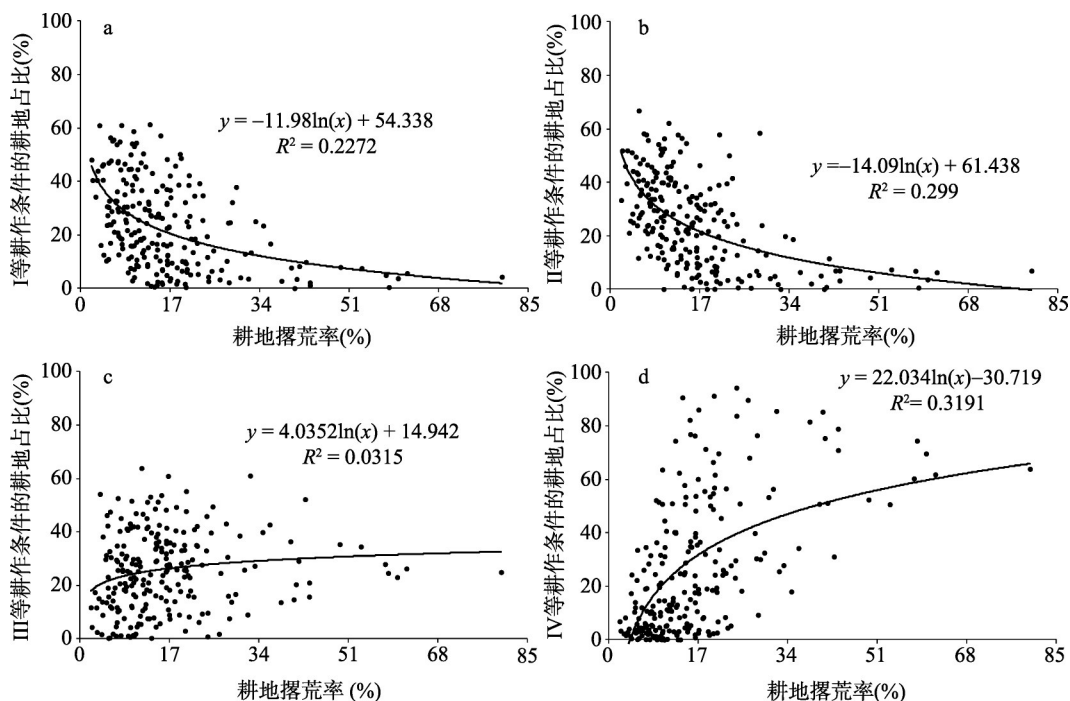 a
I等耕作条件的耕地占比(%)
100
80
60
40
20
0
y = −11.98ln(x) + 54.338
R² = 0.2272
0 17 34 51 68 85
耕地撂荒率(%)
b
II等耕作条件的耕地占比(%)
100
80
60
40
20
0
y=−14.09ln(x) + 61.438
R² = 0.299
0 17 34 51 68 85
耕地撂荒率(%)
c
III等耕作条件的耕地占比(%)
100
80
60
40
20
0
y = 4.0352ln(x) + 14.942
R² = 0.0315
0 17 34 51 68 85
耕地撂荒率 (%)
d
IV等耕作条件的耕地占比(%)
100
80
60
40
20
0
y = 22.034ln(x)−30.719
R²= 0.3191
0 17 34 51 68 85
耕地撂荒率(%)